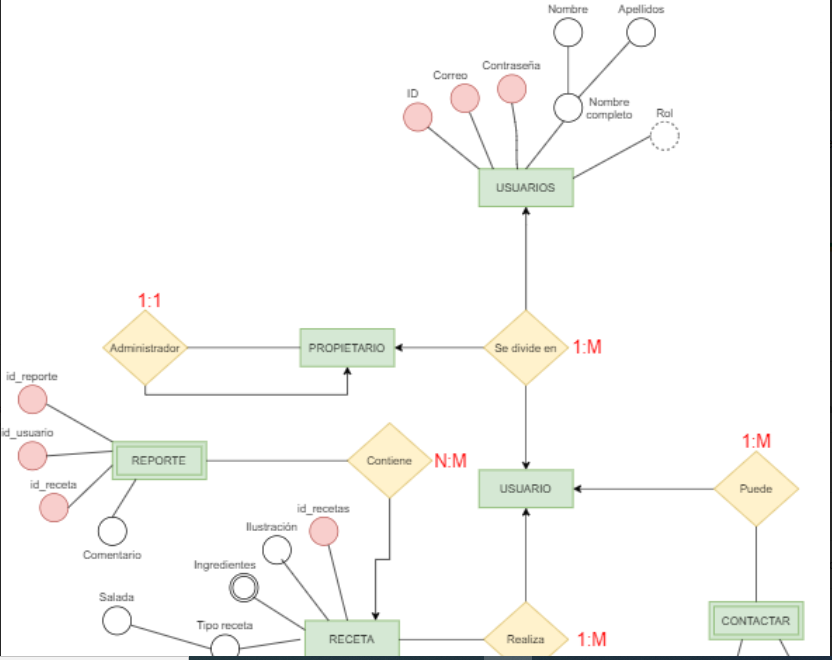 Nombre
Apellidos
Contraseña
Correo
ID
Nombre
completo
Rol
USUARIOS
1:1
Administrador
PROPIETARIO
Se divide en
1:M
id_reporte
id_usuario
id_receta
REPORTE
Comentario
Contiene
N:M
USUARIO
1:M
Puede
id_recetas
Ilustración
Ingredientes
Salada
Tipo receta
RECETA
Realiza
1:M
CONTACTAR